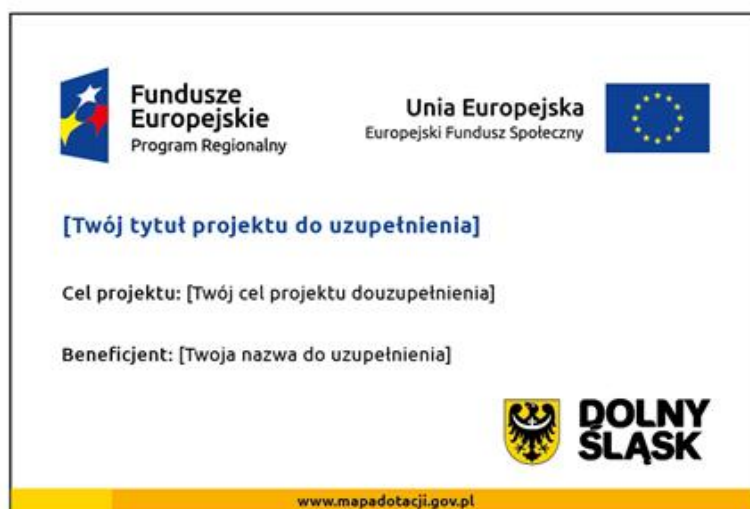 Fundusze
Europejskie
Program Regionalny
Unia Europejska
Europejski Fundusz Społeczny
[Twój tytuł projektu do uzupełnienia]
Cel projektu: [Twój cel projektu douzupełnienia]
Beneficjent: [Twoja nazwa do uzupełnienia]
DOLNY
ŚLĄSK
www.mapadotacji.gov.pl